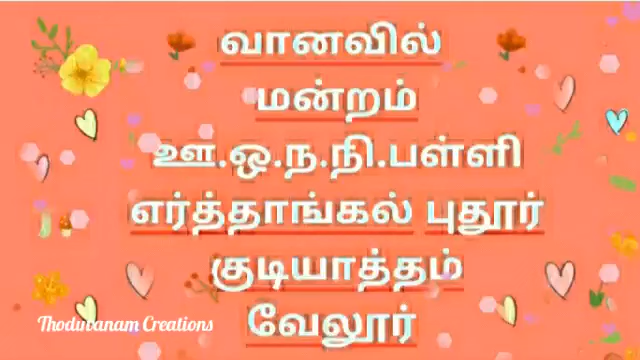 வானவில்
மன்றம்
ஊ.ஒ.ந.நி.பள்ளி
எர்த்தாங்கல் புதூர்
குடியாத்தம்
வேலூர்
Thoduvanam Creations